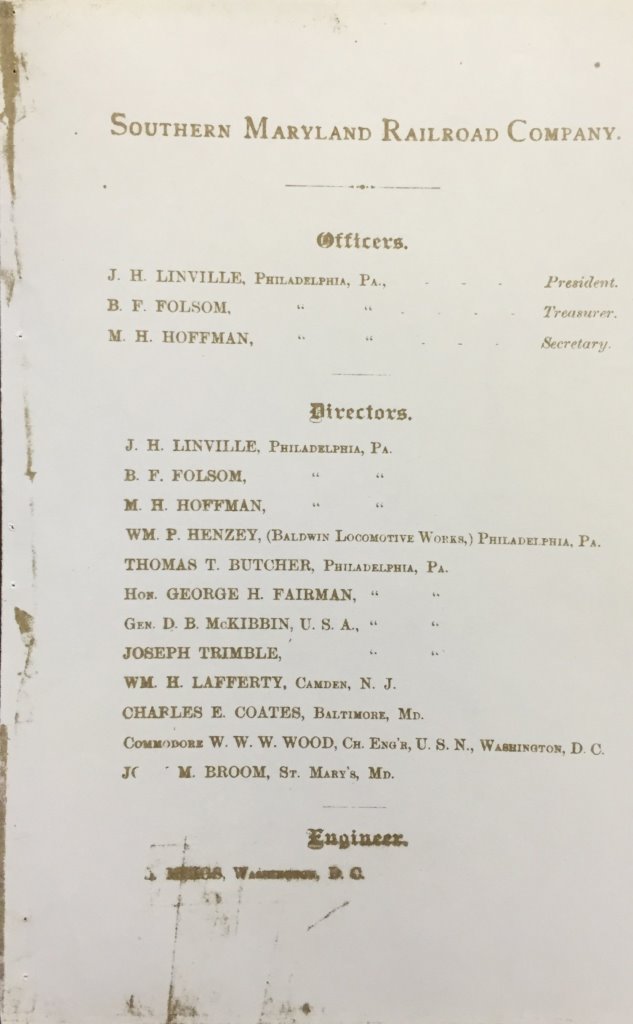 SOUTHERN MARYLAND RAILROAD COMPANY.
Officers.
J. H. LINVILLE, PHILADELPHIA, PA., - - - President.
B. F. FOLSOM, “ “ - - - - Treasurer.
M. H. HOFFMAN, “ “ - - - Secretary.
Directors.
J. H. LINVILLE, PHILADELPHIA, PA.
B. F. FOLSOM, “ “
M. H. HOFFMAN, “ “
WM. P. HENZEY, (BALDWIN LOCOMOTIVE WORKS,) PHILADELPHIA, PA.
THOMAS T. BUTCHER, PHILADELPHIA, PA.
HON. GEORGE H. FAIRMAN, “ “
GEN. D. B. McKIBBIN, U. S. A., “ “
JOSEPH TRIMBLE, “ “
WM. H. LAFFERTY, CAMDEN, N. J.
CHARLES E. COATES, BALTIMORE, MD.
COMMODORE W. W. W. WOOD, CH. ENG'R, U. S. N., WASHINGTON, D. C.
M. BROOM, ST. MARY'S, MD.
Engineer.
WASHINGTON, D. C.